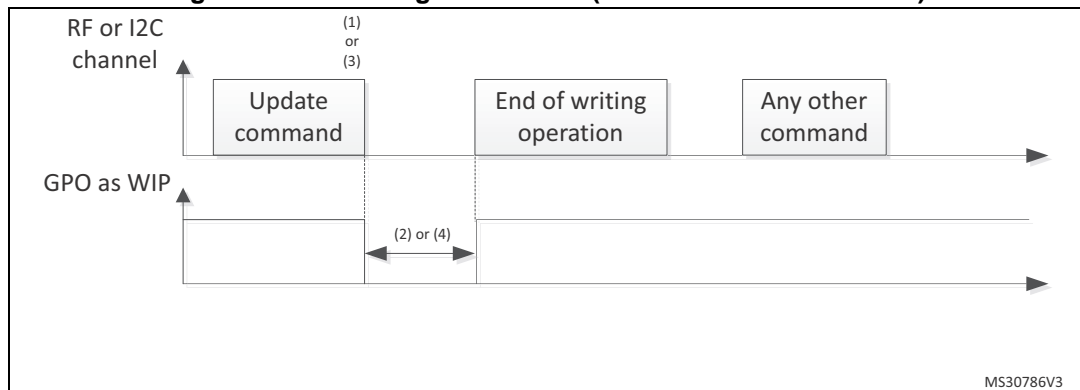 RF or I2C
channel
(1)
or
(3)
Update
command
End of writing
operation
Any other
command
GPO as WIP
(2) or (4)
MS30786V3